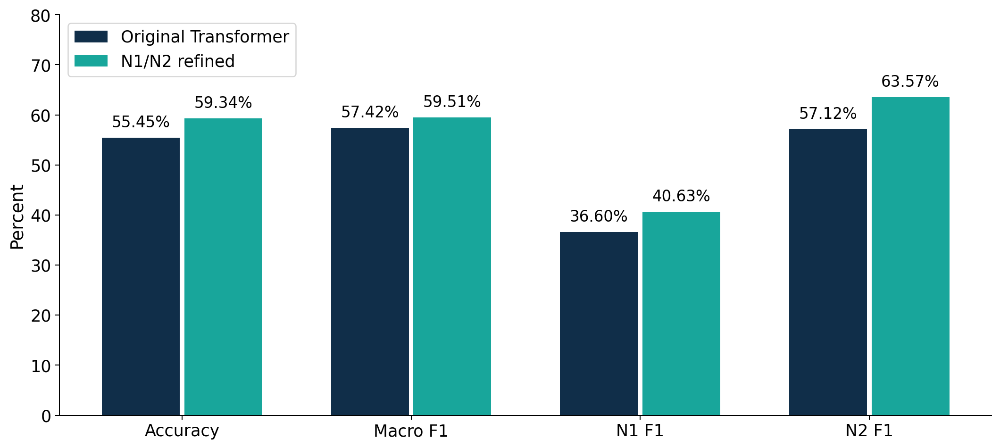 80
70
60
50
40
30
20
10
0
Percent
Original Transformer
N1/N2 refined
55.45%
59.34%
57.42%
59.51%
36.60%
40.63%
57.12%
63.57%
Accuracy
Macro F1
N1 F1
N2 F1